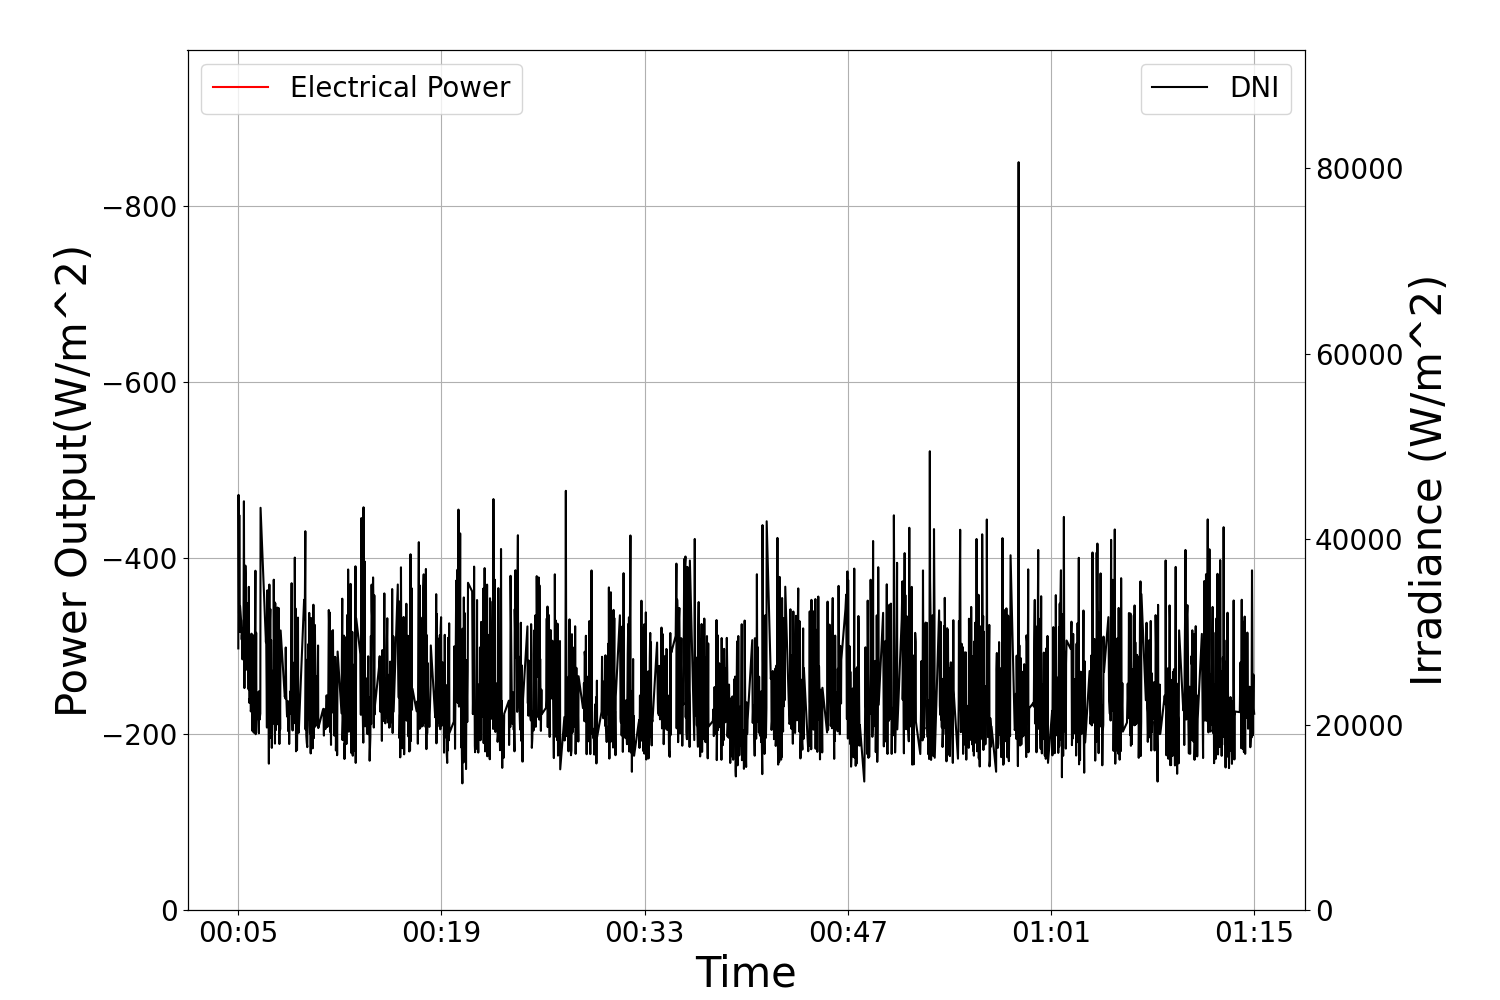 Electrical Power
DNI
−800
−600
−400
−200
0
80000
60000
40000
20000
0
Power Output(W/m^2)
Irradiance (W/m^2)
00:05 00:19 00:33 00:47 01:01 01:15
Time